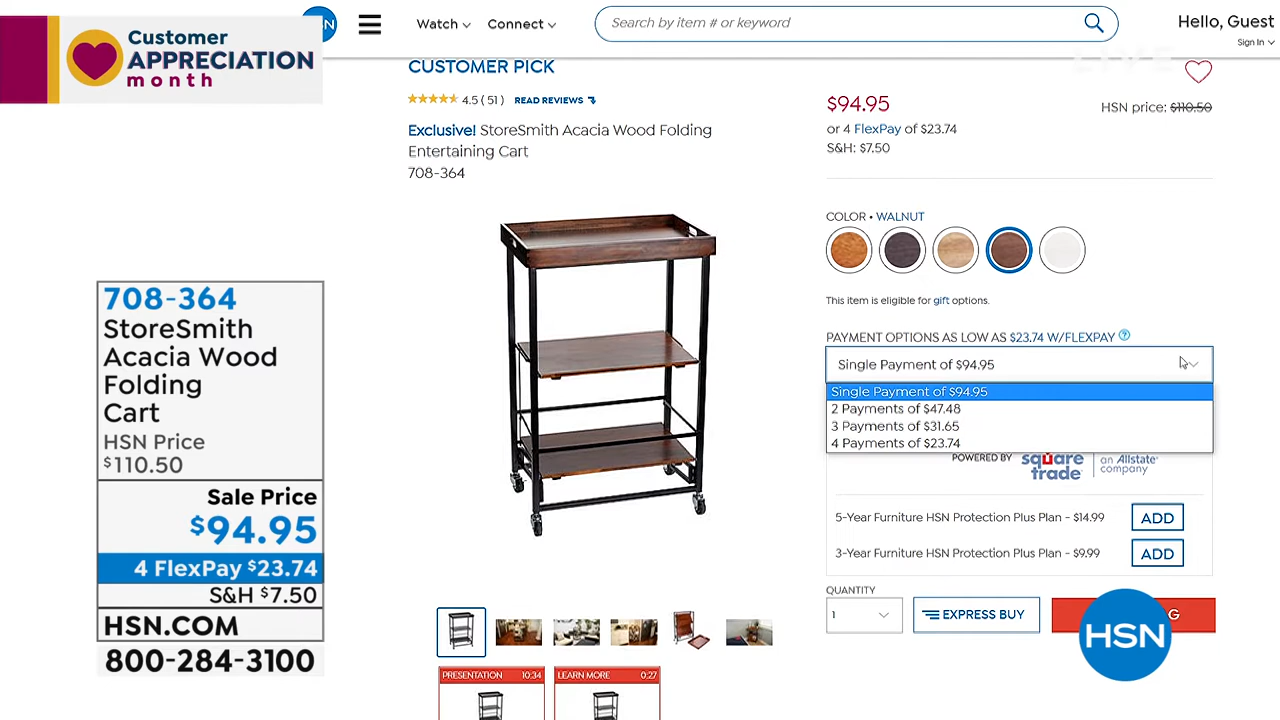 Customer
APPRECIATION
month
HN
Watch
Connect
Search by item # or keyword
Hello, Guest
Sign In
LIVE
CUSTOMER PICK
4.5 (51) READ REVIEWS
Exclusive! StoreSmith Acacia Wood Folding
Entertaining Cart
708-364
$94.95
HSN price: $110.50
or 4 FlexPay of $23.74
S&H: $7.50
COLOR • WALNUT
This item is eligible for gift options.
PAYMENT OPTIONS AS LOW AS $23.74 W/FLEXPAY ?
Single Payment of $94.95
Single Payment of $94.95
2 Payments of $47.48
3 Payments of $31.65
4 Payments of $23.74
POWERED BY square trade an Allstate company
5-Year Furniture HSN Protection Plus Plan - $14.99 ADD
3-Year Furniture HSN Protection Plus Plan - $9.99 ADD
QUANTITY
1
EXPRESS BUY
G
HSN
PRESENTATION 10:34
LEARN MORE 0:27
708-364
StoreSmith
Acacia Wood
Folding
Cart
HSN Price
$110.50
Sale Price
$94.95
4 FlexPay $23.74
S&H $7.50
HSN.COM
800-284-3100